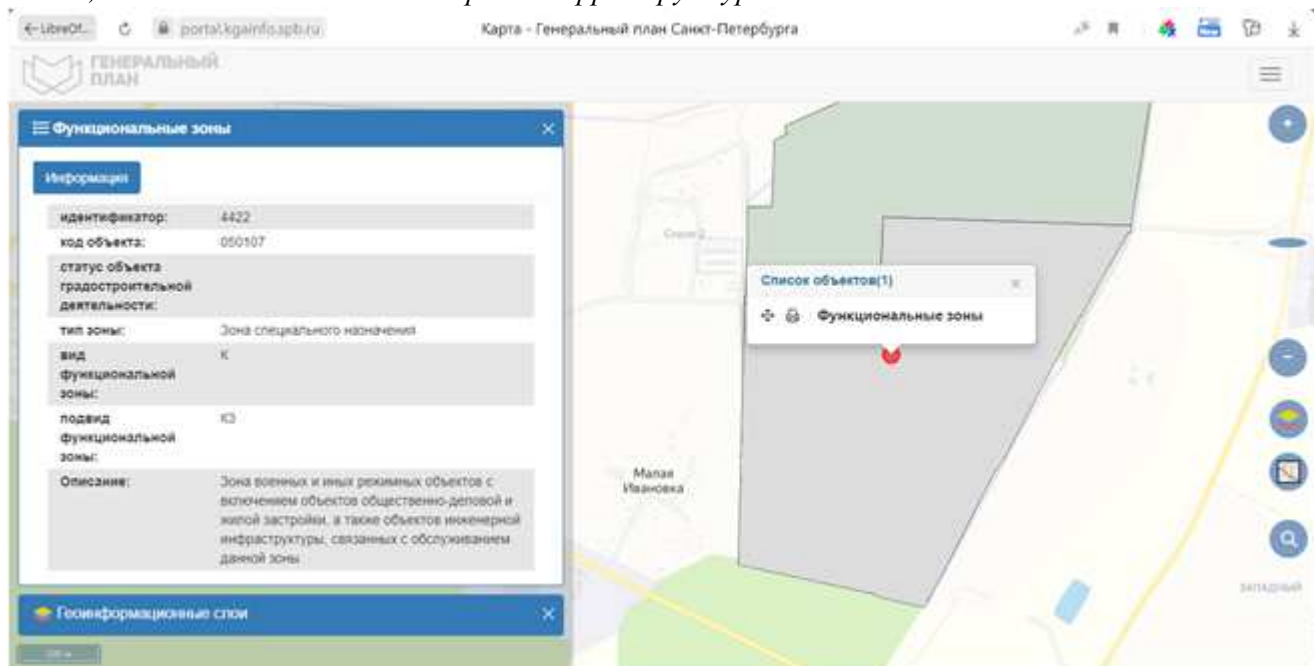 LibreOf...
portal.kgainfo.spb.ru
Карта - Генеральный план Санкт-Петербурга
ГЕНЕРАЛЬНЫЙ
ПЛАН
Функциональные зоны
Информация
идентификатор: 4422
код объекта: 050107
статус объекта
градостроительной
деятельности:
тип зоны: Зона специального назначения
вид К
функциональной
зоны:
подвид К3
функциональной
зоны:
Описание: Зона военных и иных режимных объектов с
включением объектов общественно-деловой и
жилой застройки, а также объектов инженерной
инфраструктуры, связанных с обслуживанием
данной зоны
Геоинформационные слои
Список объектов(1)
Функциональные зоны
Малая
Ивановка
ЗАПАДНЫЙ